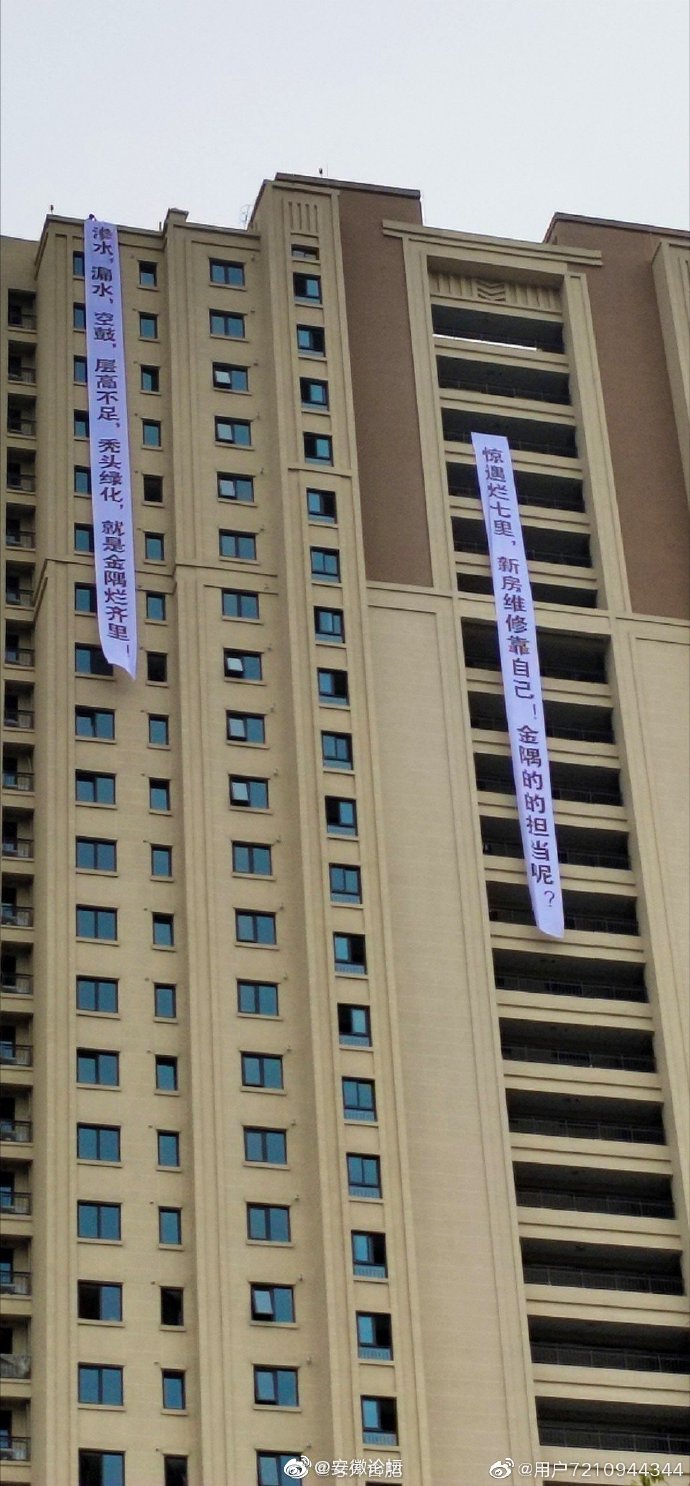 渗水，漏水，空鼓，层高不足，秃头绿化，就是金隅烂齐里！
惊遇烂七里，新房维修靠自己！金隅的的担当呢？
@安徽论坛
@用户7210944344